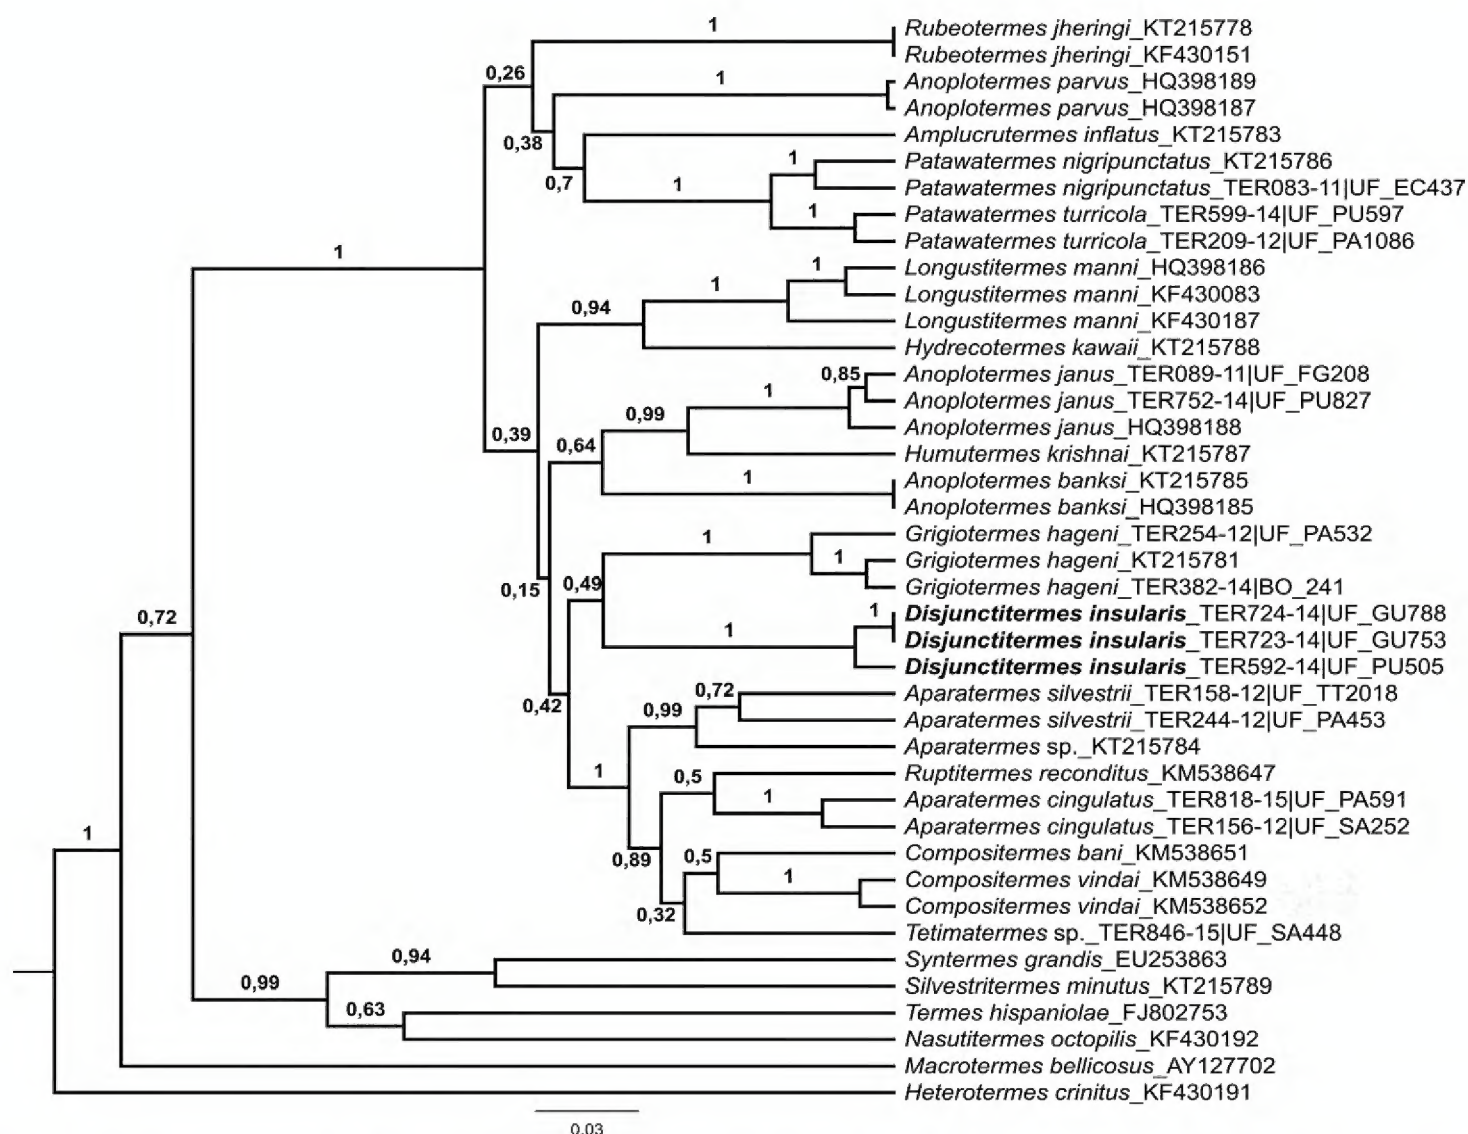 1
Rubeotermes jheringi_KT215778
Rubeotermes jheringi_KF430151
0,26
1
Anoplotermes parvus_HQ398189
Anoplotermes parvus_HQ398187
0,38
Amplucrutermes inflatus_KT215783
1
Patawatermes nigripunctatus_KT215786
0,7
1
Patawatermes nigripunctatus_TER083-11|UF_EC437
1
Patawatermes turricola_TER599-14|UF_PU597
Patawatermes turricola_TER209-12|UF_PA1086
1
1
Longustitermes manni_HQ398186
1
Longustitermes manni_KF430083
0,94
Longustitermes manni_KF430187
Hydrecotermes kawaii_KT215788
0,85
Anoplotermes janus_TER089-11|UF_FG208
1
Anoplotermes janus_TER752-14|UF_PU827
0,99
Anoplotermes janus_HQ398188
0,39
0,64
Humutermes krishnai_KT215787
1
Anoplotermes banksi_KT215785
Anoplotermes banksi_HQ398185
1
Grigiotermes hageni_TER254-12|UF_PA532
1
Grigiotermes hageni_KT215781
0,15
0,49
Grigiotermes hageni_TER382-14|BO_241
1
Disjunctitermes insularis_TER724-14|UF_GU788
0,72
1
Disjunctitermes insularis_TER723-14|UF_GU753
Disjunctitermes insularis_TER592-14|UF_PU505
0,72
Aparatermes silvestrii_TER158-12|UF_TT2018
0,42
0,99
Aparatermes silvestrii_TER244-12|UF_PA453
Aparatermes sp._KT215784
1
0,5
Ruptitermes reconditus_KM538647
1
Aparatermes cingulatus_TER818-15|UF_PA591
1
Aparatermes cingulatus_TER156-12|UF_SA252
0,89
0,5
Compositermes bani_KM538651
1
Compositermes vindai_KM538649
0,32
Compositermes vindai_KM538652
Tetimatermes sp._TER846-15|UF_SA448
0,94
Syntermes grandis_EU253863
0,99
Silvestritermes minutus_KT215789
0,63
Termes hispaniolae_FJ802753
Nasutitermes octopilis_KF430192
Macrotermes bellicosus_AY127702
Heterotermes crinitus_KF430191
0.03